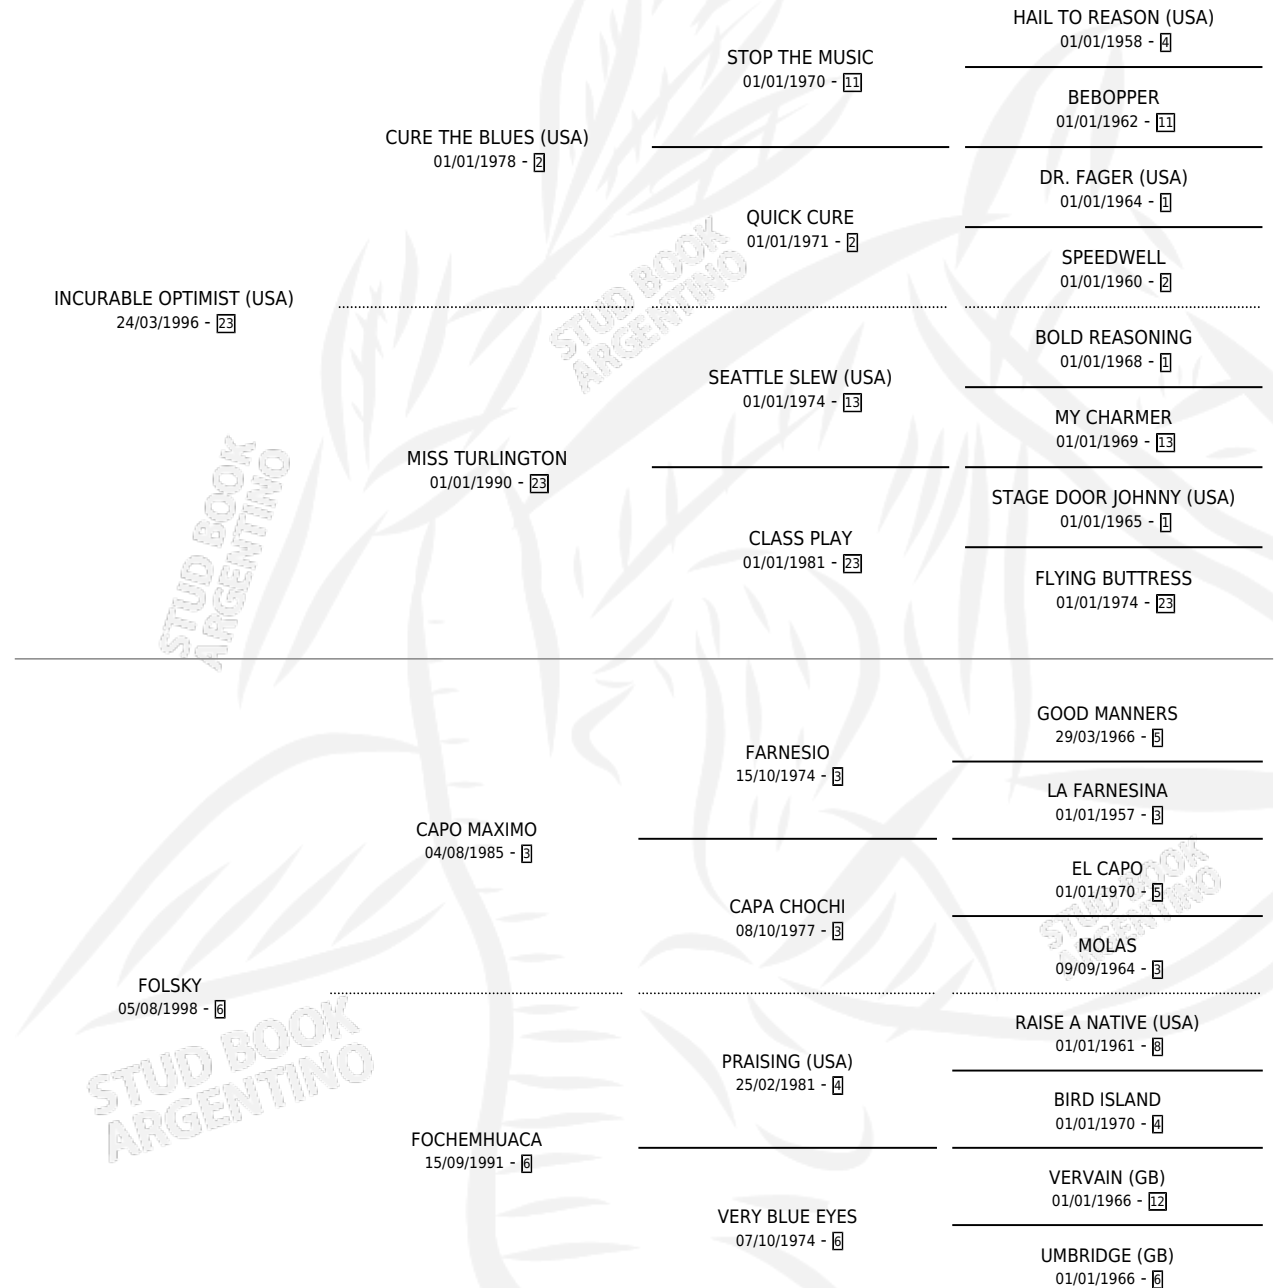 HAIL TO REASON (USA)
01/01/1958 - 4
STOP THE MUSIC
01/01/1970 - 11
BEBOPPER
01/01/1962 - 11
CURE THE BLUES (USA)
01/01/1978 - 2
DR. FAGER (USA)
01/01/1964 - 1
QUICK CURE
01/01/1971 - 2
SPEEDWELL
01/01/1960 - 2
INCURABLE OPTIMIST (USA)
24/03/1996 - 23
BOLD REASONING
01/01/1968 - 1
SEATTLE SLEW (USA)
01/01/1974 - 13
MY CHARMER
01/01/1969 - 13
MISS TURLINGTON
01/01/1990 - 23
STAGE DOOR JOHNNY (USA)
01/01/1965 - 1
CLASS PLAY
01/01/1981 - 23
FLYING BUTTRESS
01/01/1974 - 23
GOOD MANNERS
29/03/1966 - 5
FARNESIO
15/10/1974 - 3
LA FARNESINA
01/01/1957 - 3
CAPO MAXIMO
04/08/1985 - 3
EL CAPO
01/01/1970 - 5
CAPA CHOCHI
08/10/1977 - 3
MOLAS
09/09/1964 - 3
FOLSKY
05/08/1998 - 6
RAISE A NATIVE (USA)
01/01/1961 - 8
PRAISING (USA)
25/02/1981 - 4
BIRD ISLAND
01/01/1970 - 4
FOCHEMHUACA
15/09/1991 - 6
VERVAIN (GB)
01/01/1966 - 12
VERY BLUE EYES
07/10/1974 - 6
UMBRIDGE (GB)
01/01/1966 - 6
STUD BOOK
ARGENTINO
STUD BOOK
ARGENTINO
STUD BOOK
ARGENTINO
STUD BOOK
ARGENTINO